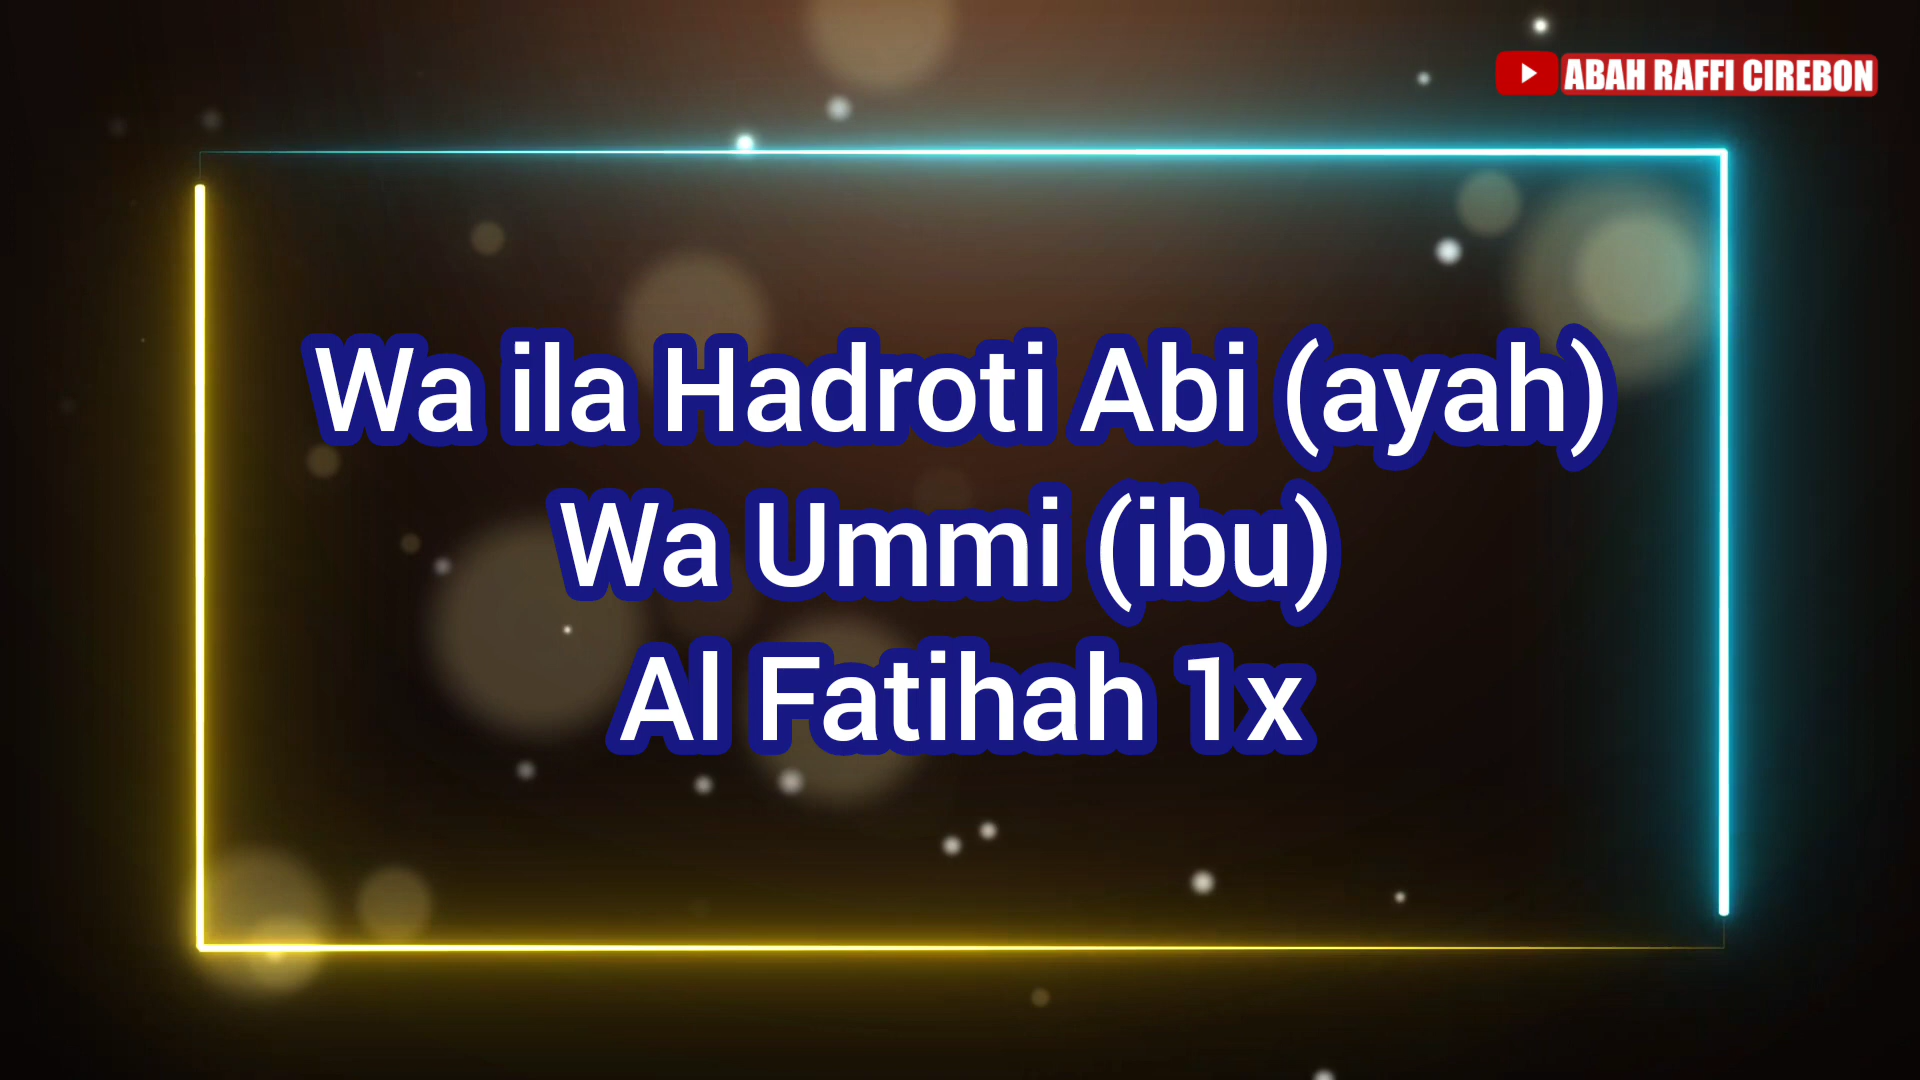 ABAH RAFFI CIREBON
Wa ila Hadroti Abi (ayah)
Wa Ummi (ibu)
Al Fatihah 1x